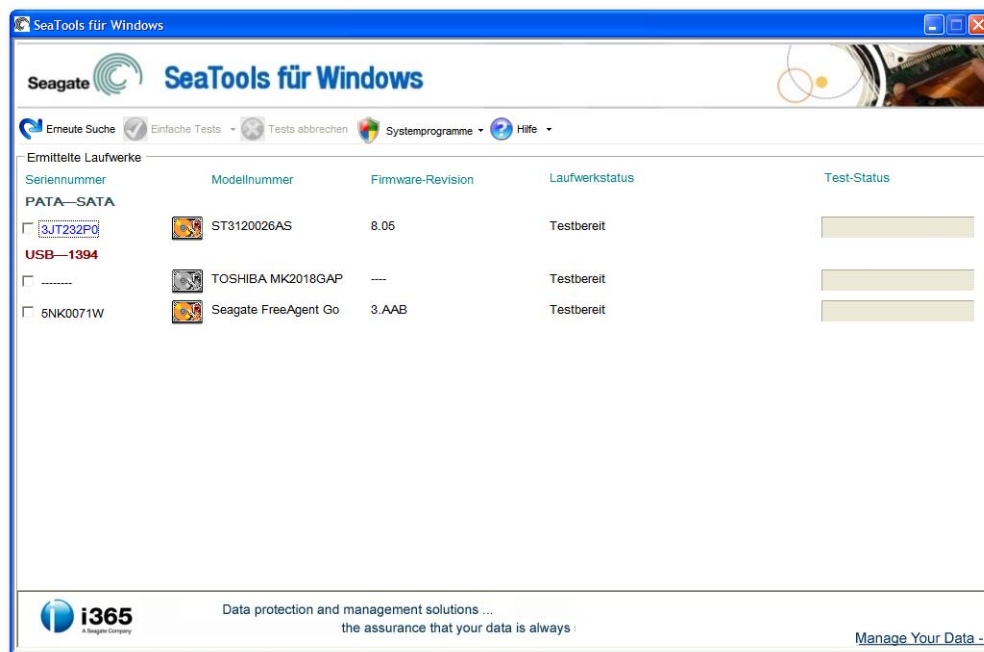 SeaTools für Windows
Seagate SeaTools für Windows
Erneute Suche Einfache Tests Tests abbrechen Systemprogramme Hilfe
Ermittelte Laufwerke
Seriennummer Modellnummer Firmware-Revision Laufwerkstatus Test-Status
PATA—SATA
3JT232P0 ST3120026AS 8.05 Testbereit
USB—1394
-------- TOSHIBA MK2018GAP ---- Testbereit
5NK0071W Seagate FreeAgent Go 3.AAB Testbereit
i365 Data protection and management solutions ...
A Seagate Company the assurance that your data is always
Manage Your Data -